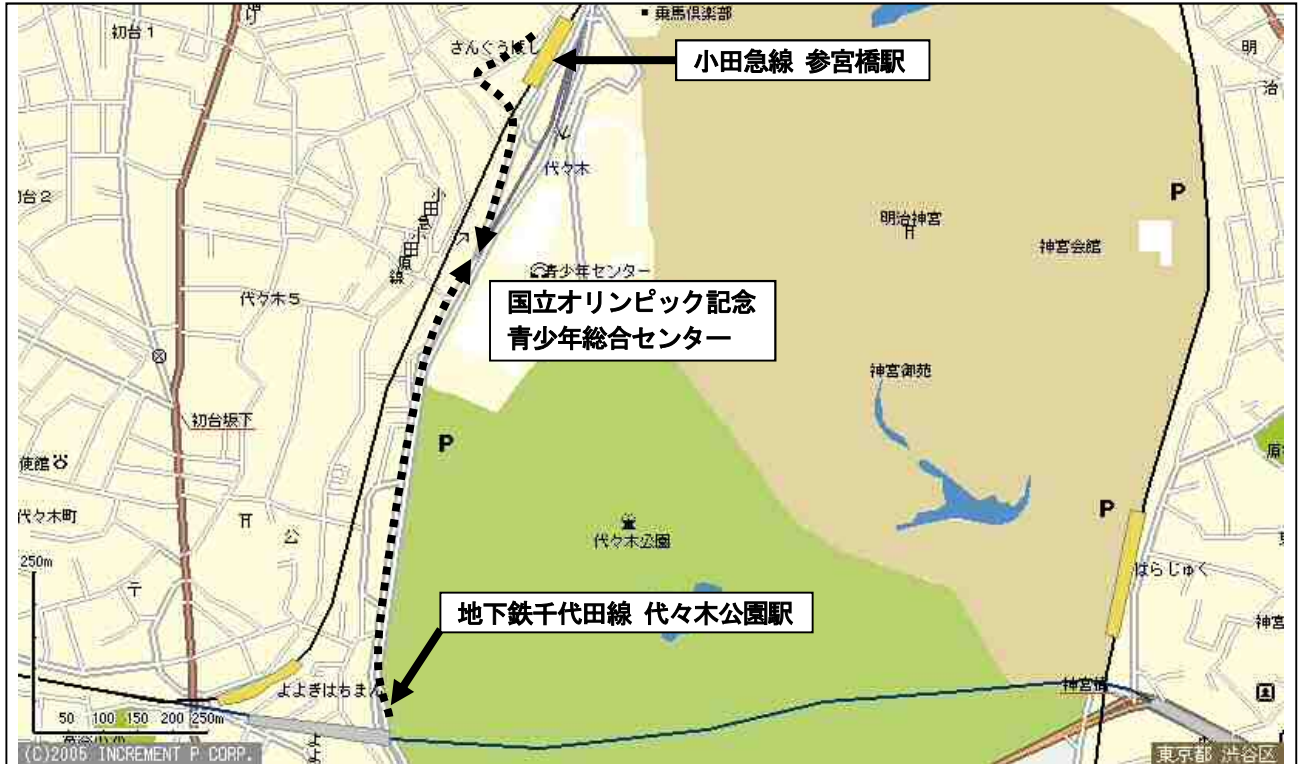 初台1
乗馬倶楽部
さんぐうばし
小田急線 参宮橋駅
明
治
代々木
P
台2
明治神宮
神宮会館
小田急小田原線
青少年センター
代々木5
国立オリンピック記念
青少年総合センター
神宮御苑
初台坂下
P
使館
P
代々木町
公
代々木公園
250m
はらじゅく
地下鉄千代田線 代々木公園駅
神宮
よよぎはちまん
神宮橋
50 100 150 200 250m
(C)2005 INCREMENT P CORP.
東京都 渋谷区